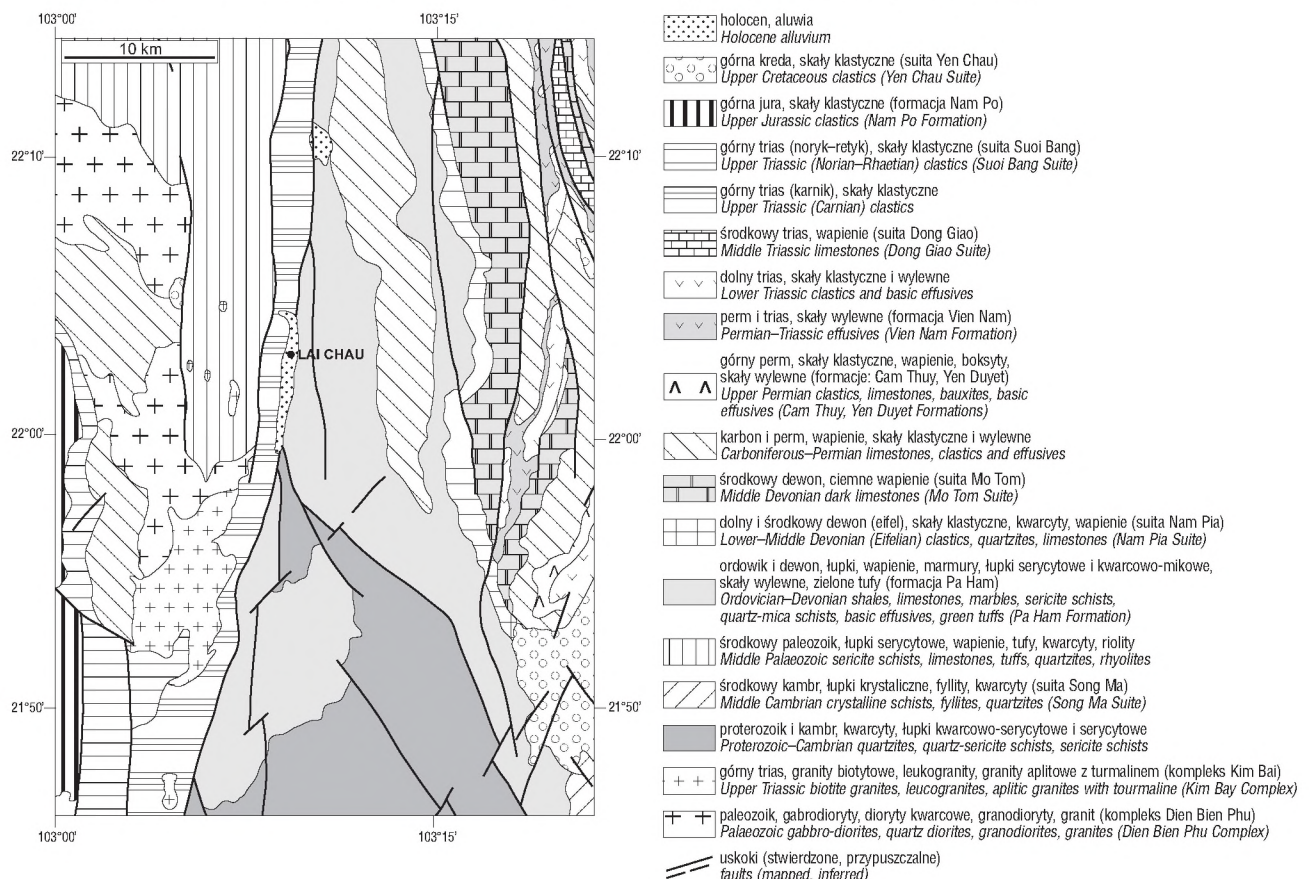 103°00'
103°15'
10 km
22°10'
22°10'
LAI CHAU
22°00'
22°00'
21°50'
21°50'
103°00'
103°15'
holocen, aluwia
Holocene alluvium
górna kreda, skały klastyczne (suita Yen Chau)
Upper Cretaceous clastics (Yen Chau Suite)
górna jura, skały klastyczne (formacja Nam Po)
Upper Jurassic clastics (Nam Po Formation)
górny trias (noryk–retyk), skały klastyczne (suita Suoi Bang)
Upper Triassic (Norian–Rhaetian) clastics (Suoi Bang Suite)
górny trias (karnik), skały klastyczne
Upper Triassic (Carnian) clastics
środkowy trias, wapienie (suita Dong Giao)
Middle Triassic limestones (Dong Giao Suite)
dolny trias, skały klastyczne i wylewne
Lower Triassic clastics and basic effusives
perm i trias, skały wylewne (formacja Vien Nam)
Permian–Triassic effusives (Vien Nam Formation)
górny perm, skały klastyczne, wapienie, boksyty,
skały wylewne (formacje: Cam Thuy, Yen Duyet)
Upper Permian clastics, limestones, bauxites, basic
effusives (Cam Thuy, Yen Duyet Formations)
karbon i perm, wapienie, skały klastyczne i wylewne
Carboniferous–Permian limestones, clastics and effusives
środkowy dewon, ciemne wapienie (suita Mo Tom)
Middle Devonian dark limestones (Mo Tom Suite)
dolny i środkowy dewon (eifel), skały klastyczne, kwarcyty, wapienie (suita Nam Pia)
Lower–Middle Devonian (Eifelian) clastics, quartzites, limestones (Nam Pia Suite)
ordowik i dewon, łupki, wapienie, marmury, łupki serycytowe i kwarcowo-mikowe,
skały wylewne, zielone tufy (formacja Pa Ham)
Ordovician–Devonian shales, limestones, marbles, sericite schists,
quartz-mica schists, basic effusives, green tuffs (Pa Ham Formation)
środkowy paleozoik, łupki serycytowe, wapienie, tufy, kwarcyty, riolity
Middle Palaeozoic sericite schists, limestones, tuffs, quartzites, rhyolites
środkowy kambr, łupki krystaliczne, fyllity, kwarcyty (suita Song Ma)
Middle Cambrian crystalline schists, fyllites, quartzites (Song Ma Suite)
proterozoik i kambr, kwarcyty, łupki kwarcowo-serycytowe i serycytowe
Proterozoic–Cambrian quartzites, quartz-sericite schists, sericite schists
górny trias, granity biotytowe, leukogranity, granity aplitowe z turmalinem (kompleks Kim Bai)
Upper Triassic biotite granites, leucogranites, aplitic granites with tourmaline (Kim Bay Complex)
paleozoik, gabrodioryty, dioryty kwarcowe, granodioryty, granit (kompleks Dien Bien Phu)
Palaeozoic gabbro-diorites, quartz diorites, granodiorites, granites (Dien Bien Phu Complex)
uskoki (stwierdzone, przypuszczalne)
faults (mapped, inferred)